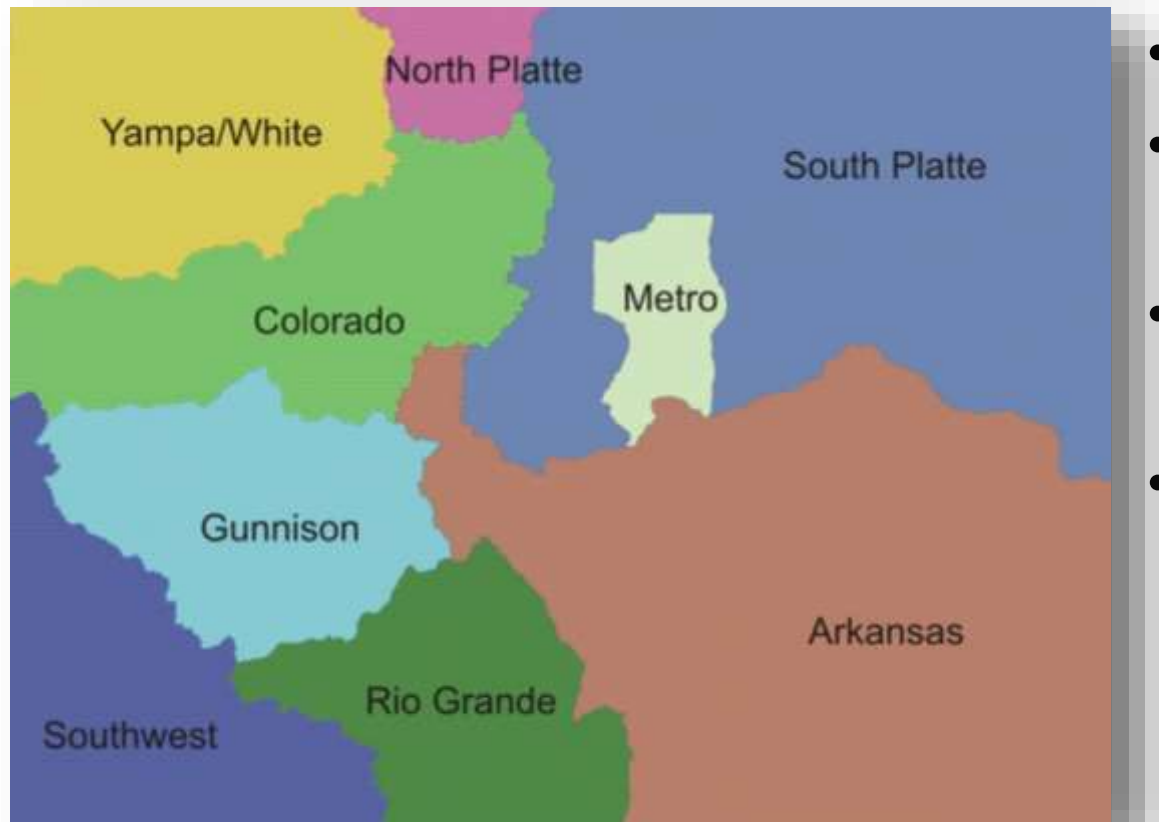 North Platte
Yampa/White
South Platte
Metro
Colorado
Gunnison
Arkansas
Rio Grande
Southwest